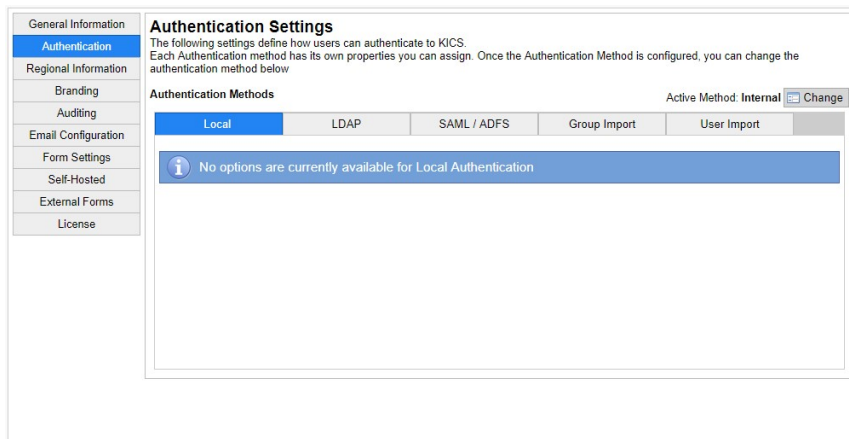 General Information
Authentication
Regional Information
Branding
Auditing
Email Configuration
Form Settings
Self-Hosted
External Forms
License
Authentication Settings
The following settings define how users can authenticate to KICS.
Each Authentication method has its own properties you can assign. Once the Authentication Method is configured, you can change the
authentication method below
Authentication Methods
Active Method: Internal Change
Local LDAP SAML / ADFS Group Import User Import
No options are currently available for Local Authentication